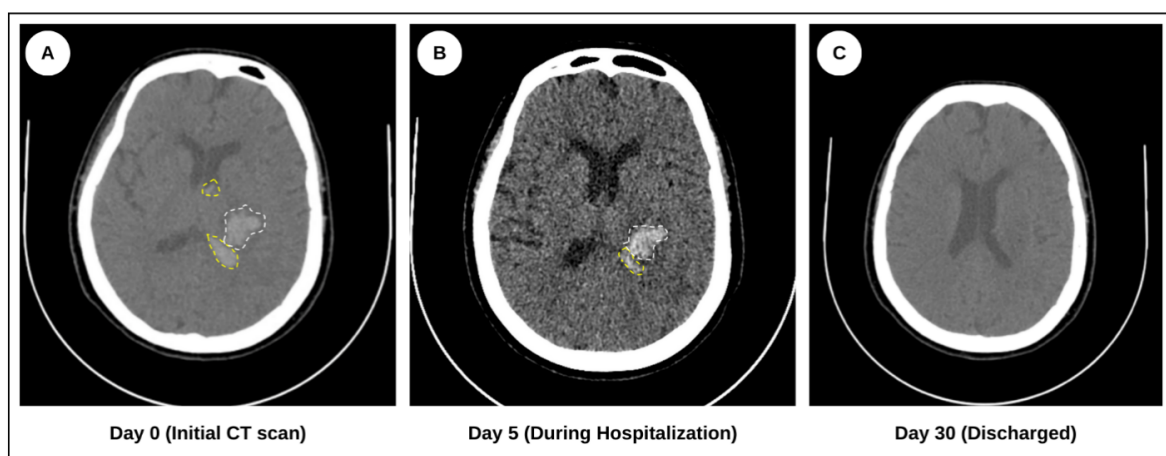 A
B
C
Day 0 (Initial CT scan)
Day 5 (During Hospitalization)
Day 30 (Discharged)